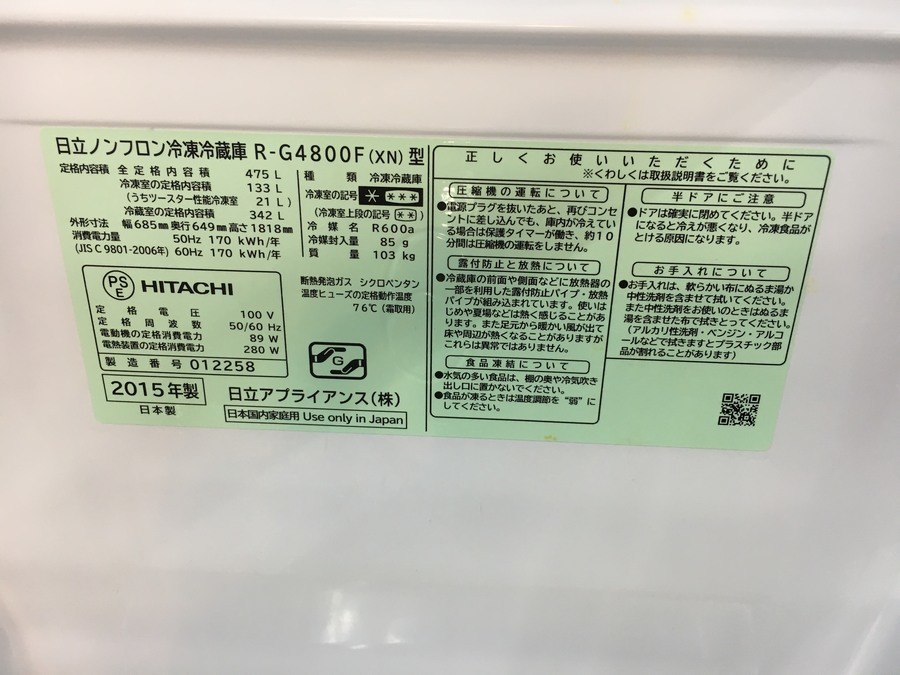 日立ノンフロン冷凍冷蔵庫 R-G4800F(XN)型
定格内容積 全定格内容積 475 L
冷凍室の定格内容積 133 L
(うちツースター性能冷凍室 21 L)
冷蔵室の定格内容積 342 L
外形寸法 幅685mm 奥行649mm 高さ1818mm
消費電力量 50Hz 170 kWh/年
(JIS C 9801-2006年) 60Hz 170 kWh/年
種類 冷凍冷蔵庫
冷凍室の記号 * ***
(冷凍室上段の記号 **)
冷媒名 R600a
冷媒封入量 85 g
質量 103 kg
PSE HITACHI
定格電圧 100 V
定格周波数 50/60 Hz
電動機の定格消費電力 89 W
電熱装置の定格消費電力 280 W
製造番号 012258
2015年製
日本製
断熱発泡ガス シクロペンタン
温度ヒューズの定格動作温度
76℃(霜取用)
G
日立アプライアンス(株)
日本国内家庭用 Use only in Japan
正しくお使いいただくために
※くわしくは取扱説明書をご覧ください。
圧縮機の運転について
●電源プラグを抜いたあと、再びコンセ
ントに差し込んでも、庫内が冷えてい
る場合は保護タイマーが働き、約10
分間は圧縮機の運転をしません。
露付防止と放熱について
●冷蔵庫の前面や側面などに放熱器の
一部を利用した露付防止パイプ・放熱
パイプが組み込まれています。使いは
じめや夏場などは熱く感じることがあ
ります。また足元から暖かい風が出て
床や周囲が熱くなることがありますが
これらは異常ではありません。
食品凍結について
●水気の多い食品は、棚の奥や冷気吹き
出し口に置かないでください。
●食品が凍るときは温度調節を“弱”に
してください。
半ドアにご注意
●ドアは確実に閉めてください。半ドア
になると冷えが悪くなり、冷凍食品が
とける原因になります。
お手入れについて
●お手入れは、軟らかい布にぬるま湯か
中性洗剤を含ませて拭いてください。
また中性洗剤をお使いのときはぬるま
湯を含ませた布で拭きとってください。
(アルカリ性洗剤・ベンジン・アルコ
ールなどで拭きますとプラスチック部
品が割れることがあります)